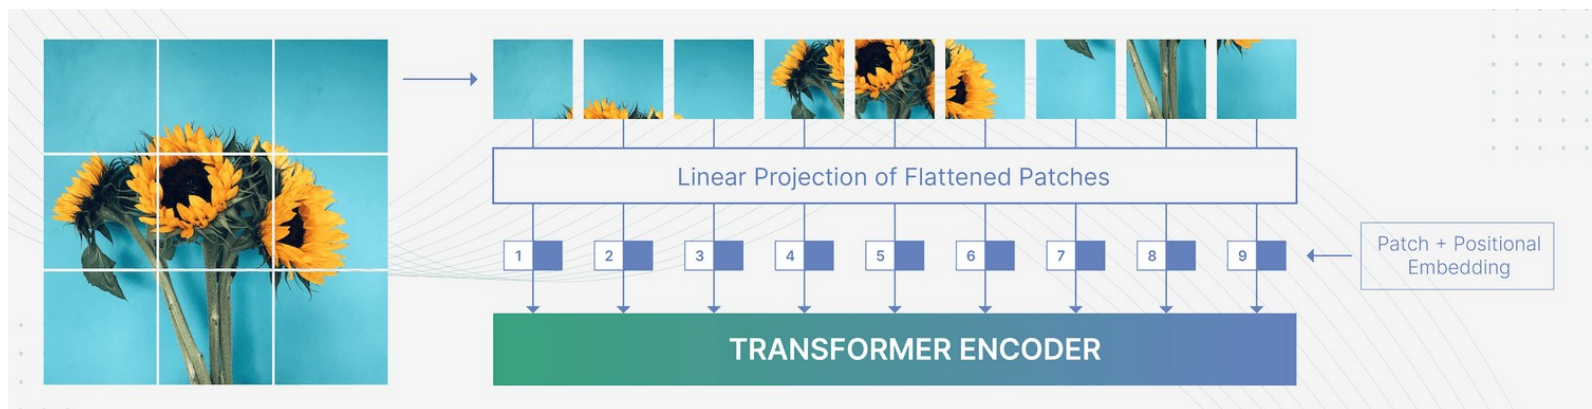 Linear Projection of Flattened Patches
1 2 3 4 5 6 7 8 9
Patch + Positional
Embedding
TRANSFORMER ENCODER